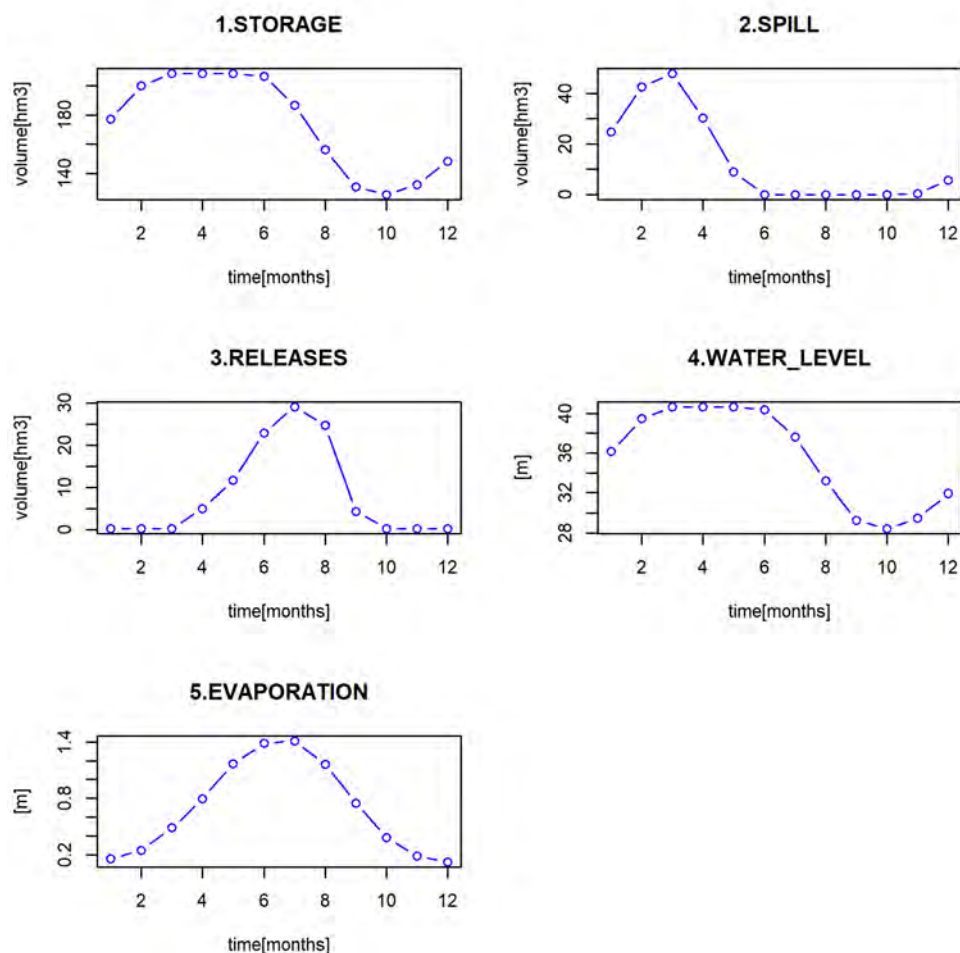 1.STORAGE
volume[hm3]
180
140
2 4 6 8 10 12
time[months]
2.SPILL
volume[hm3]
40
20
0
2 4 6 8 10 12
time[months]
3.RELEASES
volume[hm3]
30
20
10
0
2 4 6 8 10 12
time[months]
4.WATER_LEVEL
[m]
40
36
32
28
2 4 6 8 10 12
time[months]
5.EVAPORATION
[m]
1.4
0.8
0.2
2 4 6 8 10 12
time[months]